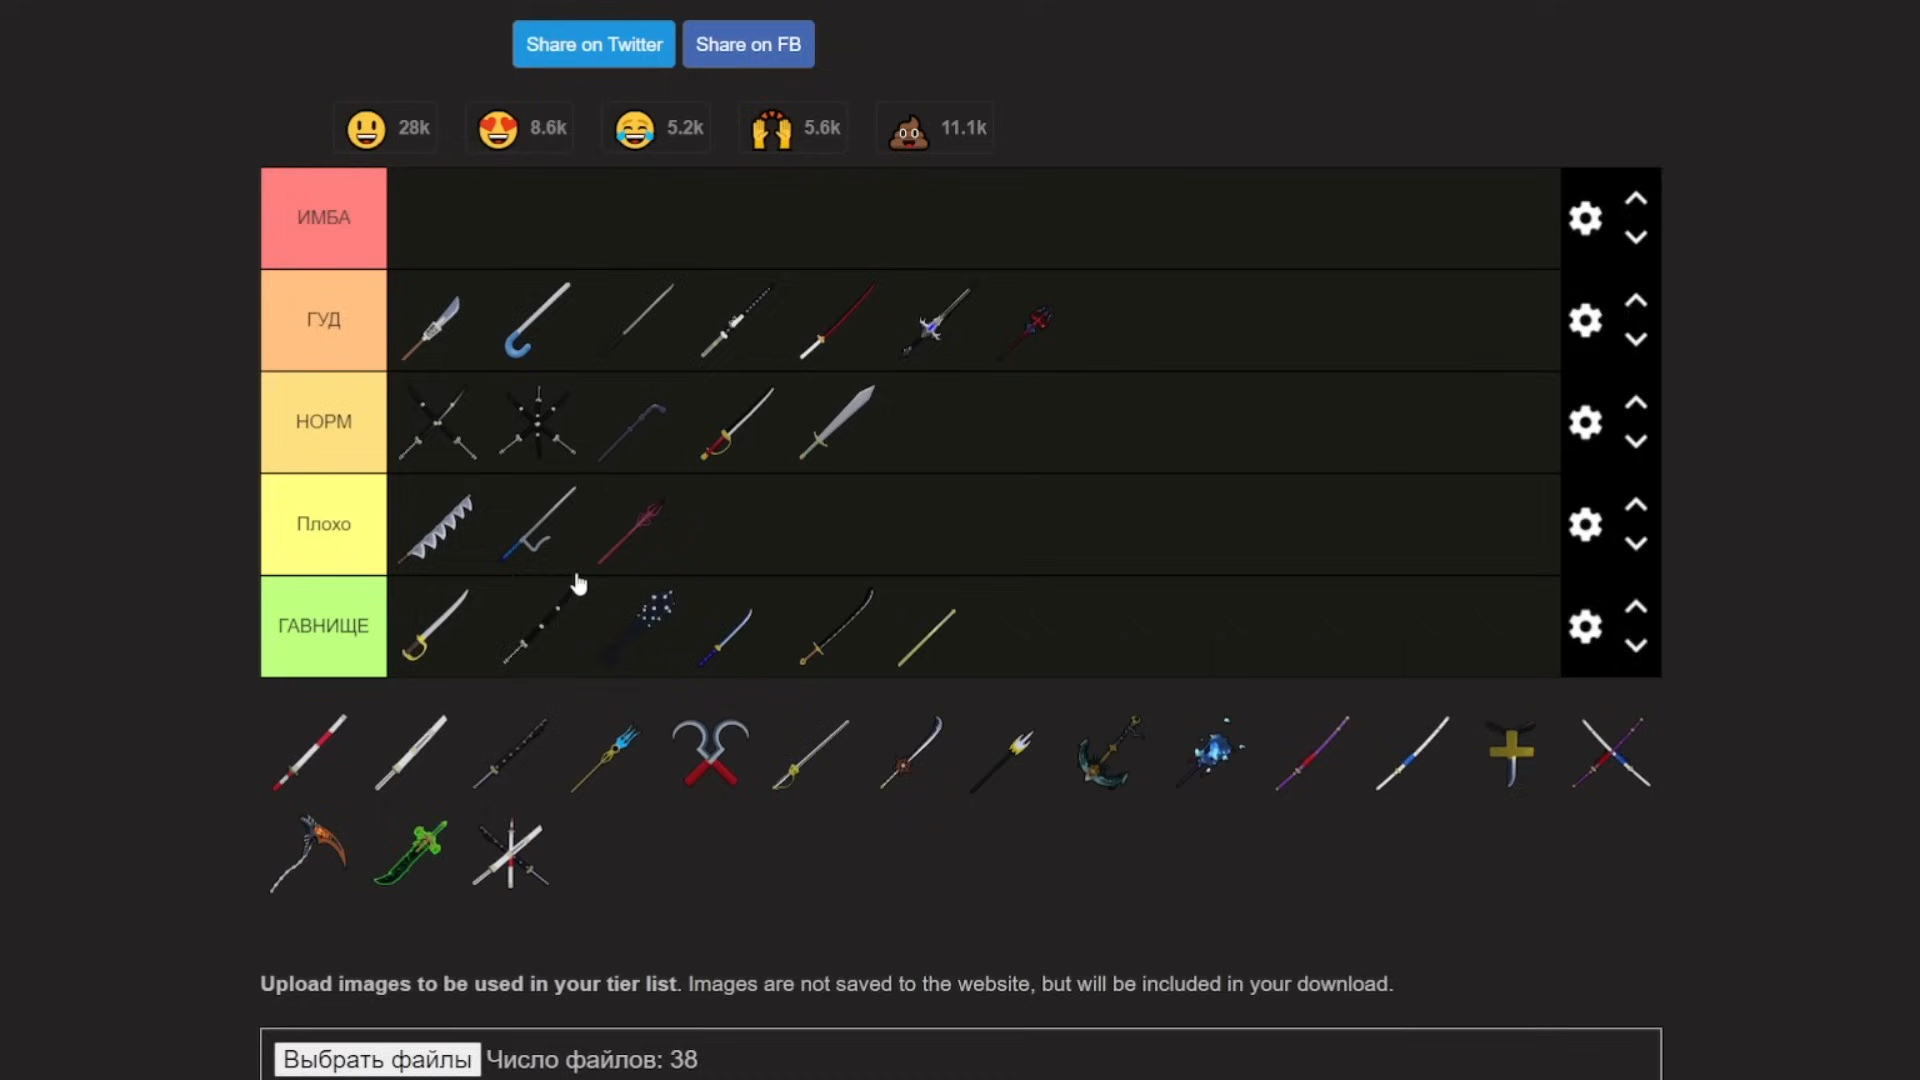 Share on Twitter Share on FB
28k 8.6k 5.2k 5.6k 11.1k
ИМБА
ГУД
НОРМ
Плохо
ГАВНИЩЕ
Upload images to be used in your tier list. Images are not saved to the website, but will be included in your download.
Выбрать файлы Число файлов: 38